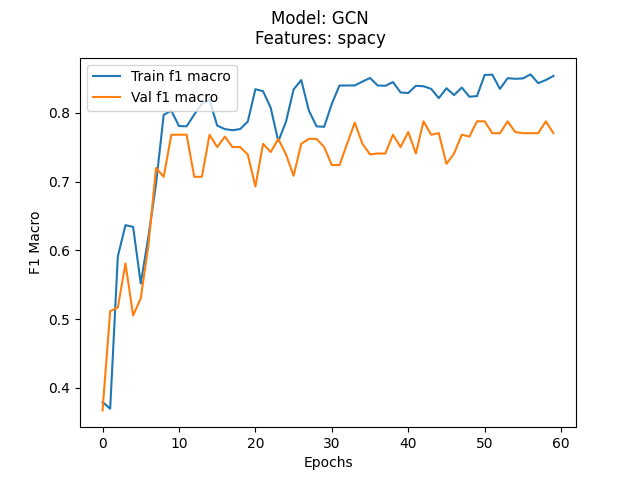 Model: GCN
Features: spacy
Train f1 macro
Val f1 macro
F1 Macro
0.8
0.7
0.6
0.5
0.4
0 10 20 30 40 50 60
Epochs